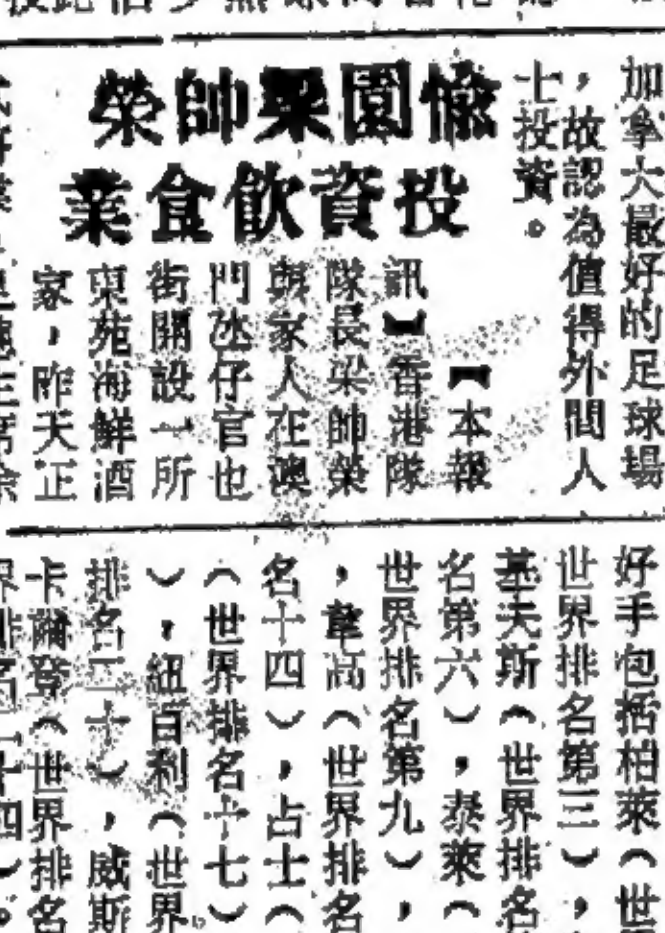 加拿大最好的足球場
，故認為值得外間人
士投資。
愉園梁帥榮
投資飲食業
【本報
訊】香港隊
隊長梁帥榮
與家人在澳
門氹仔官也
街開設一所
東苑海鮮酒
家，昨天正
好手包括柏萊（世
世界排名第三），
基夫斯（世界排名
名第六），泰萊（
世界排名第九），
，韋高（世界排名
名十四），占士（
（世界排名十七）
），紐百利（世界
排名二十），威斯
卡爾登（世界排名